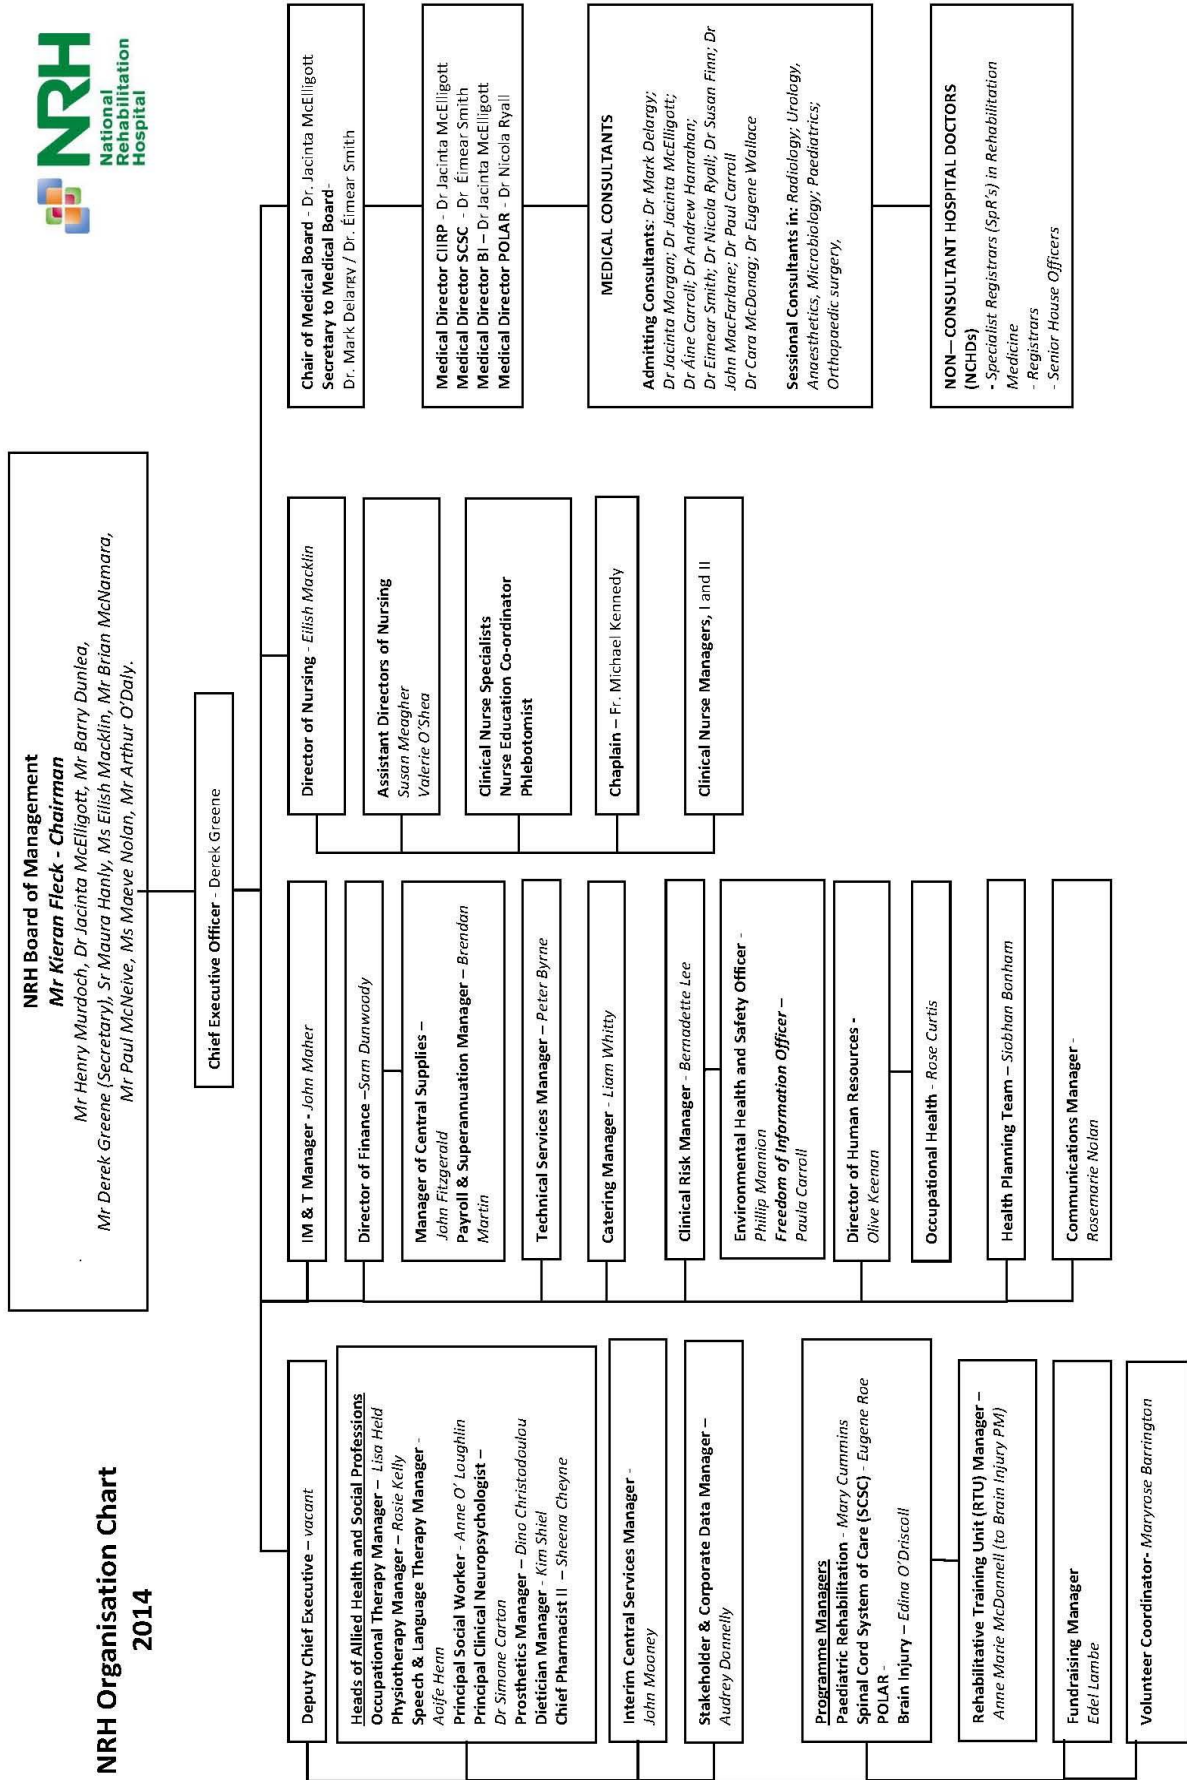 NRH Organisation Chart
2014
NRH
National
Rehabilitation
Hospital
NRH Board of Management
Mr Kieran Fleck - Chairman
Mr Henry Murdoch, Dr Jacinta McElligott, Mr Barry Dunlea,
Mr Derek Greene (Secretary), Sr Maura Hanly, Ms Eilish Macklin, Mr Brian McNamara,
Mr Paul McNeive, Ms Maeve Nolan, Mr Arthur O'Daly.
.
Chief Executive Officer - Derek Greene
Deputy Chief Executive – vacant
Heads of Allied Health and Social Professions
Occupational Therapy Manager – Lisa Held
Physiotherapy Manager – Rosie Kelly
Speech & Language Therapy Manager -
Aoife Henn
Principal Social Worker - Anne O' Loughlin
Principal Clinical Neuropsychologist –
Dr Simone Carton
Prosthetics Manager – Dino Christodoulou
Dietician Manager - Kim Shiel
Chief Pharmacist II – Sheena Cheyne
Interim Central Services Manager -
John Mooney
Stakeholder & Corporate Data Manager –
Audrey Donnelly
Programme Managers
Paediatric Rehabilitation - Mary Cummins
Spinal Cord System of Care (SCSC) - Eugene Roe
POLAR -
Brain Injury – Edina O'Driscoll
Rehabilitative Training Unit (RTU) Manager –
Anne Marie McDonnell (to Brain Injury PM)
Fundraising Manager
Edel Lambe
Volunteer Coordinator- Maryrose Barrington
IM & T Manager - John Maher
Director of Finance –Sam Dunwoody
Manager of Central Supplies –
John Fitzgerald
Payroll & Superannuation Manager – Brendan
Martin
Technical Services Manager – Peter Byrne
Catering Manager - Liam Whitty
Clinical Risk Manager - Bernadette Lee
Environmental Health and Safety Officer -
Phillip Mannion
Freedom of Information Officer –
Paula Carroll
Director of Human Resources -
Olive Keenan
Occupational Health - Rose Curtis
Health Planning Team – Siobhan Bonham
Communications Manager -
Rosemarie Nolan
Director of Nursing - Eilish Macklin
Assistant Directors of Nursing
Susan Meagher
Valerie O'Shea
Clinical Nurse Specialists
Nurse Education Co-ordinator
Phlebotomist
Chaplain – Fr. Michael Kennedy
Clinical Nurse Managers, I and II
Chair of Medical Board - Dr. Jacinta McElligott
Secretary to Medical Board-
Dr. Mark Delargy / Dr. Éimear Smith
Medical Director CIIRP - Dr Jacinta McElligott
Medical Director SCSC - Dr Éimear Smith
Medical Director BI – Dr Jacinta McElligott
Medical Director POLAR - Dr Nicola Ryall
MEDICAL CONSULTANTS
Admitting Consultants: Dr Mark Delargy;
Dr Jacinta Morgan; Dr Jacinta McElligott;
Dr Áine Carroll; Dr Andrew Hanrahan;
Dr Eimear Smith; Dr Nicola Ryall; Dr Susan Finn; Dr
John MacFarlane; Dr Paul Carroll
Dr Cara McDonag; Dr Eugene Wallace
Sessional Consultants in: Radiology; Urology,
Anaesthetics, Microbiology; Paediatrics;
Orthopaedic surgery,
NON—CONSULTANT HOSPITAL DOCTORS
(NCHDs)
- Specialist Registrars (SpR's) in Rehabilitation
Medicine
- Registrars
- Senior House Officers